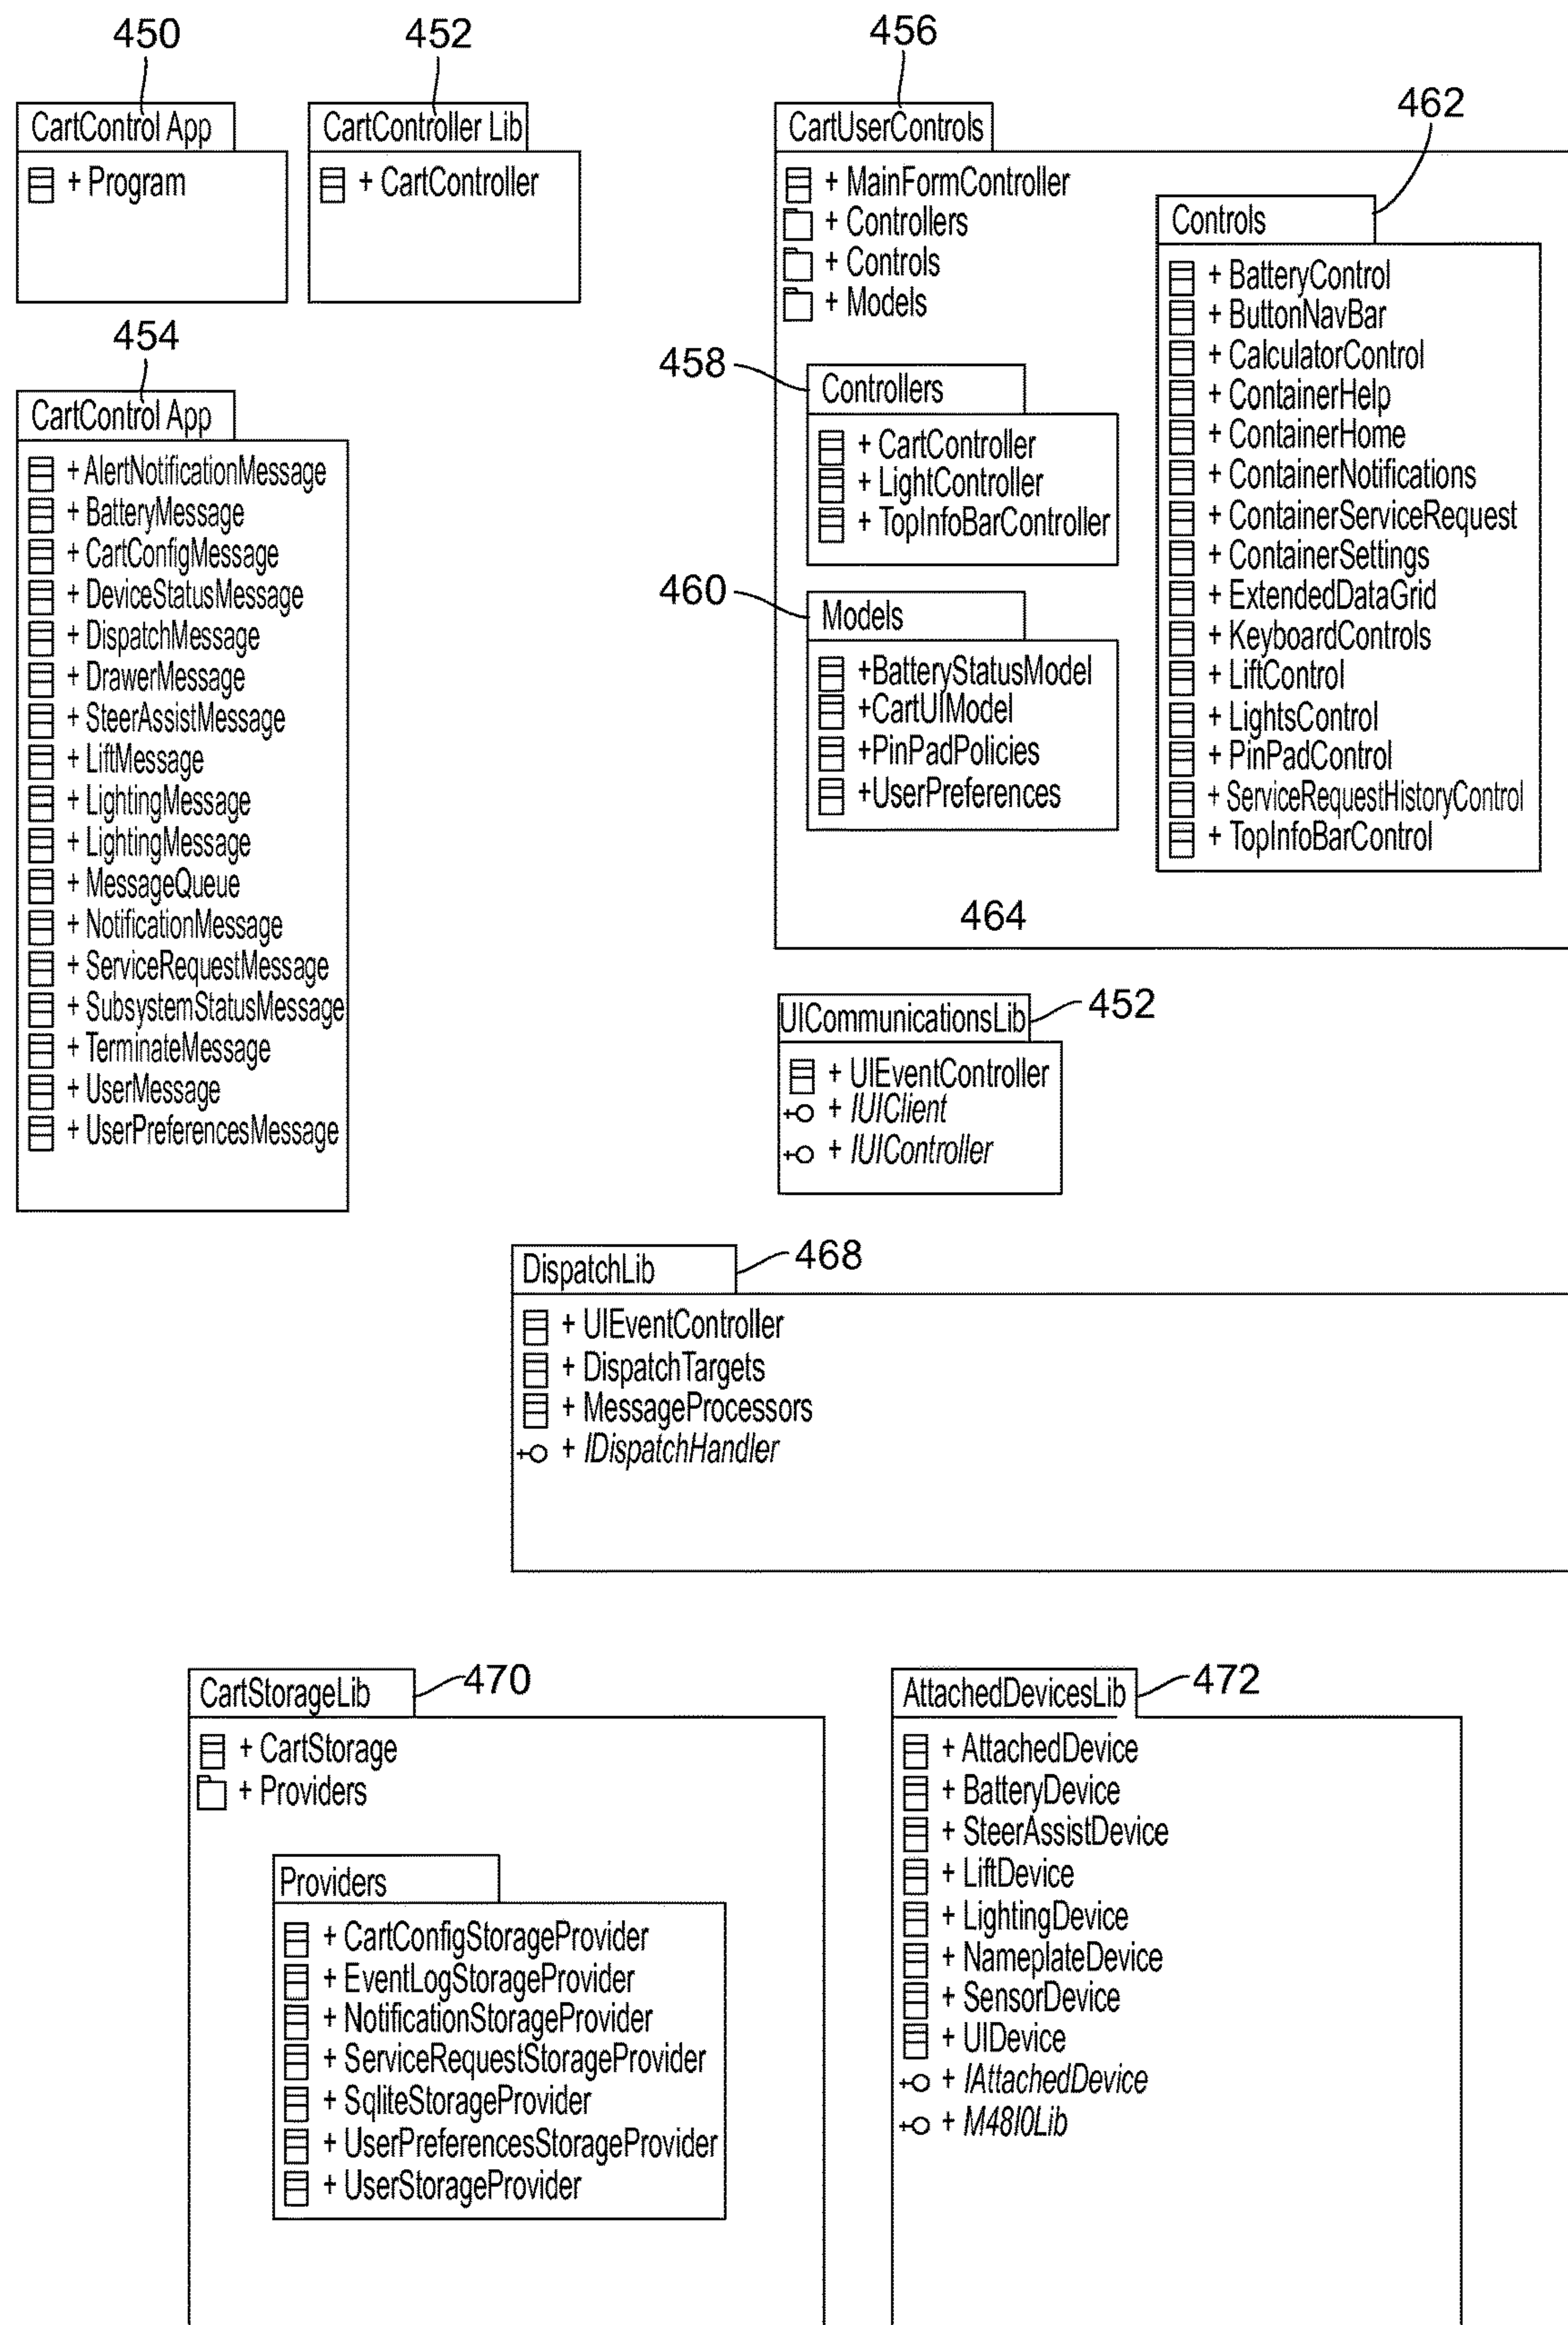 450
CartControl App
+ Program
452
CartController Lib
+ CartController
454
CartControl App
+ AlertNotificationMessage
+ BatteryMessage
+ CartConfigMessage
+ DeviceStatusMessage
+ DispatchMessage
+ DrawerMessage
+ SteerAssistMessage
+ LiftMessage
+ LightingMessage
+ LightingMessage
+ MessageQueue
+ NotificationMessage
+ ServiceRequestMessage
+ SubsystemStatusMessage
+ TerminateMessage
+ UserMessage
+ UserPreferencesMessage
456
CartUserControls
+ MainFormController
+ Controllers
+ Controls
+ Models
458
Controllers
+ CartController
+ LightController
+ TopInfoBarController
460
Models
+BatteryStatusModel
+CartUIModel
+PinPadPolicies
+UserPreferences
462
Controls
+ BatteryControl
+ ButtonNavBar
+ CalculatorControl
+ ContainerHelp
+ ContainerHome
+ ContainerNotifications
+ ContainerServiceRequest
+ ContainerSettings
+ ExtendedDataGrid
+ KeyboardControls
+ LiftControl
+ LightsControl
+ PinPadControl
+ ServiceRequestHistoryControl
+ TopInfoBarControl
464
UICommunicationsLib
452
+ UIEventController
+ IUIClient
+ IUIController
DispatchLib
468
+ UIEventController
+ DispatchTargets
+ MessageProcessors
+ IDispatchHandler
CartStorageLib
470
+ CartStorage
+ Providers
Providers
+ CartConfigStorageProvider
+ EventLogStorageProvider
+ NotificationStorageProvider
+ ServiceRequestStorageProvider
+ SqliteStorageProvider
+ UserPreferencesStorageProvider
+ UserStorageProvider
AttachedDevicesLib
472
+ AttachedDevice
+ BatteryDevice
+ SteerAssistDevice
+ LiftDevice
+ LightingDevice
+ NameplateDevice
+ SensorDevice
+ UIDevice
+ IAttachedDevice
+ M48I0Lib